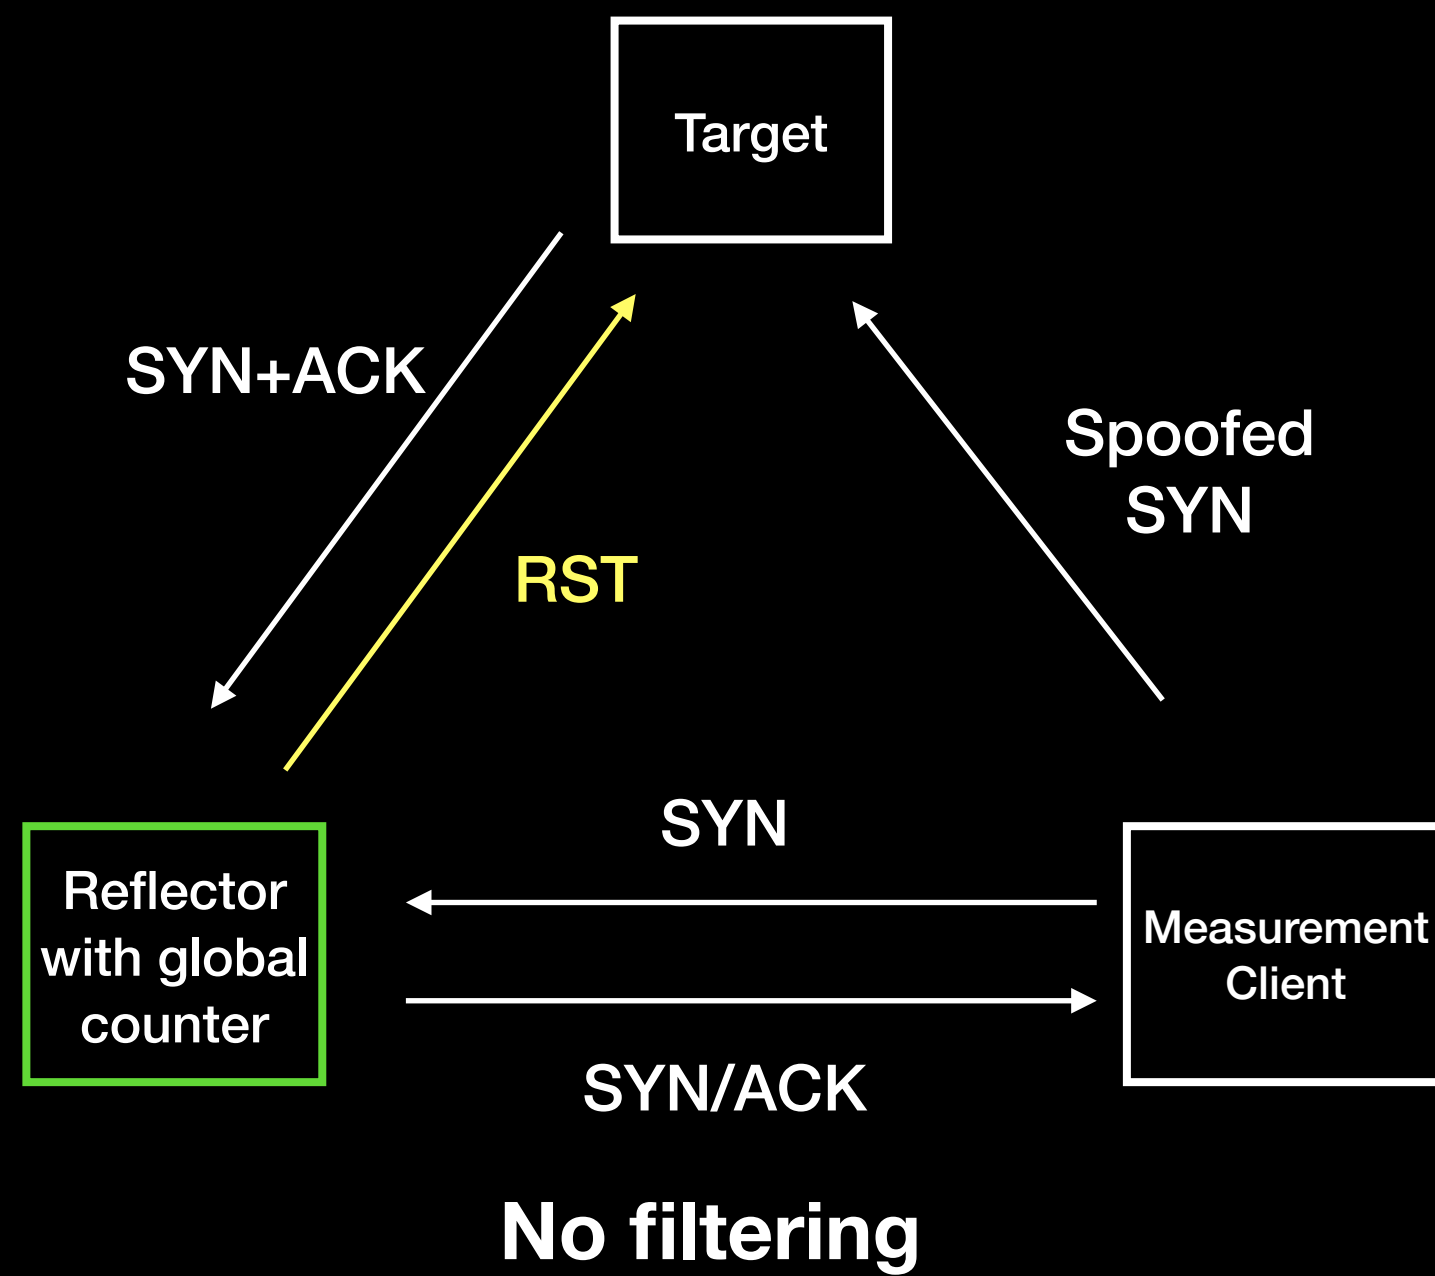 Target
SYN+ACK
Spoofed
SYN
RST
SYN
Reflector
with global
counter
Measurement
Client
SYN/ACK
No filtering